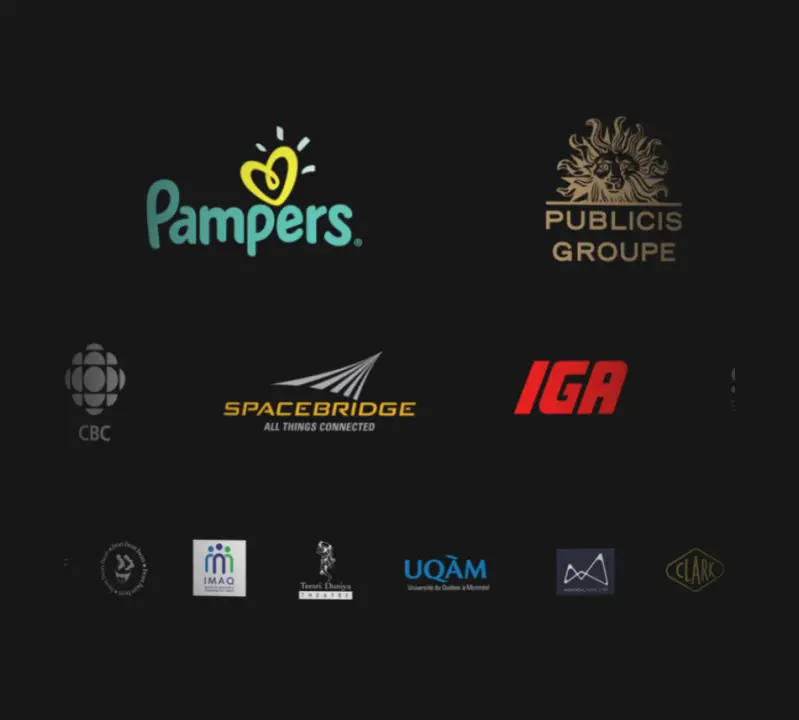 Pampers®
PUBLICIS
GROUPE
CBC
SPACEBRIDGE
ALL THINGS CONNECTED
IGA
IMAQ
Teesri Duniya
THEATRE
UQÀM
Université du Québec à Montréal
CLARK